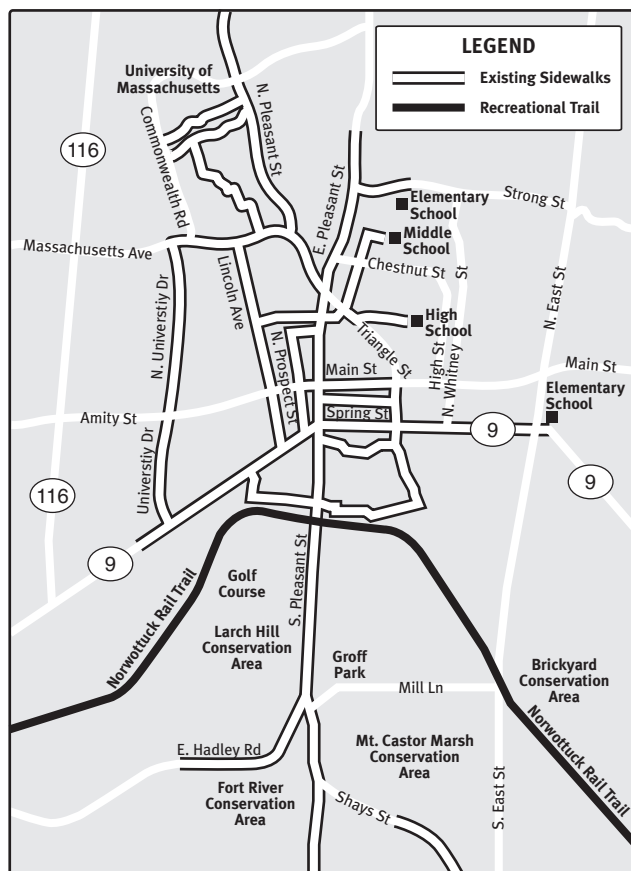 LEGEND
Existing Sidewalks
Recreational Trail
University of
Massachusetts
N. Pleasant St
Commonwealth Rd
116
E. Pleasant St
Elementary
School
Strong St
Middle
School
Massachusetts Ave
Lincoln Ave
Chestnut St
St
N. East St
N. Universtiy Dr
High
School
Triangle St
N. Prospect St
High St
N. Whitney
Main St
Main St
Elementary
School
Amity St
Spring St
9
Universtiy Dr
116
9
9
S. Pleasant St
Golf
Course
Norwottuck Rail Trail
Larch Hill
Conservation
Area
Groff
Park
Mill Ln
Brickyard
Conservation
Area
Norwottuck Rail Trail
E. Hadley Rd
Mt. Castor Marsh
Conservation
Area
Fort River
Conservation
Area
Shays St
S. East St